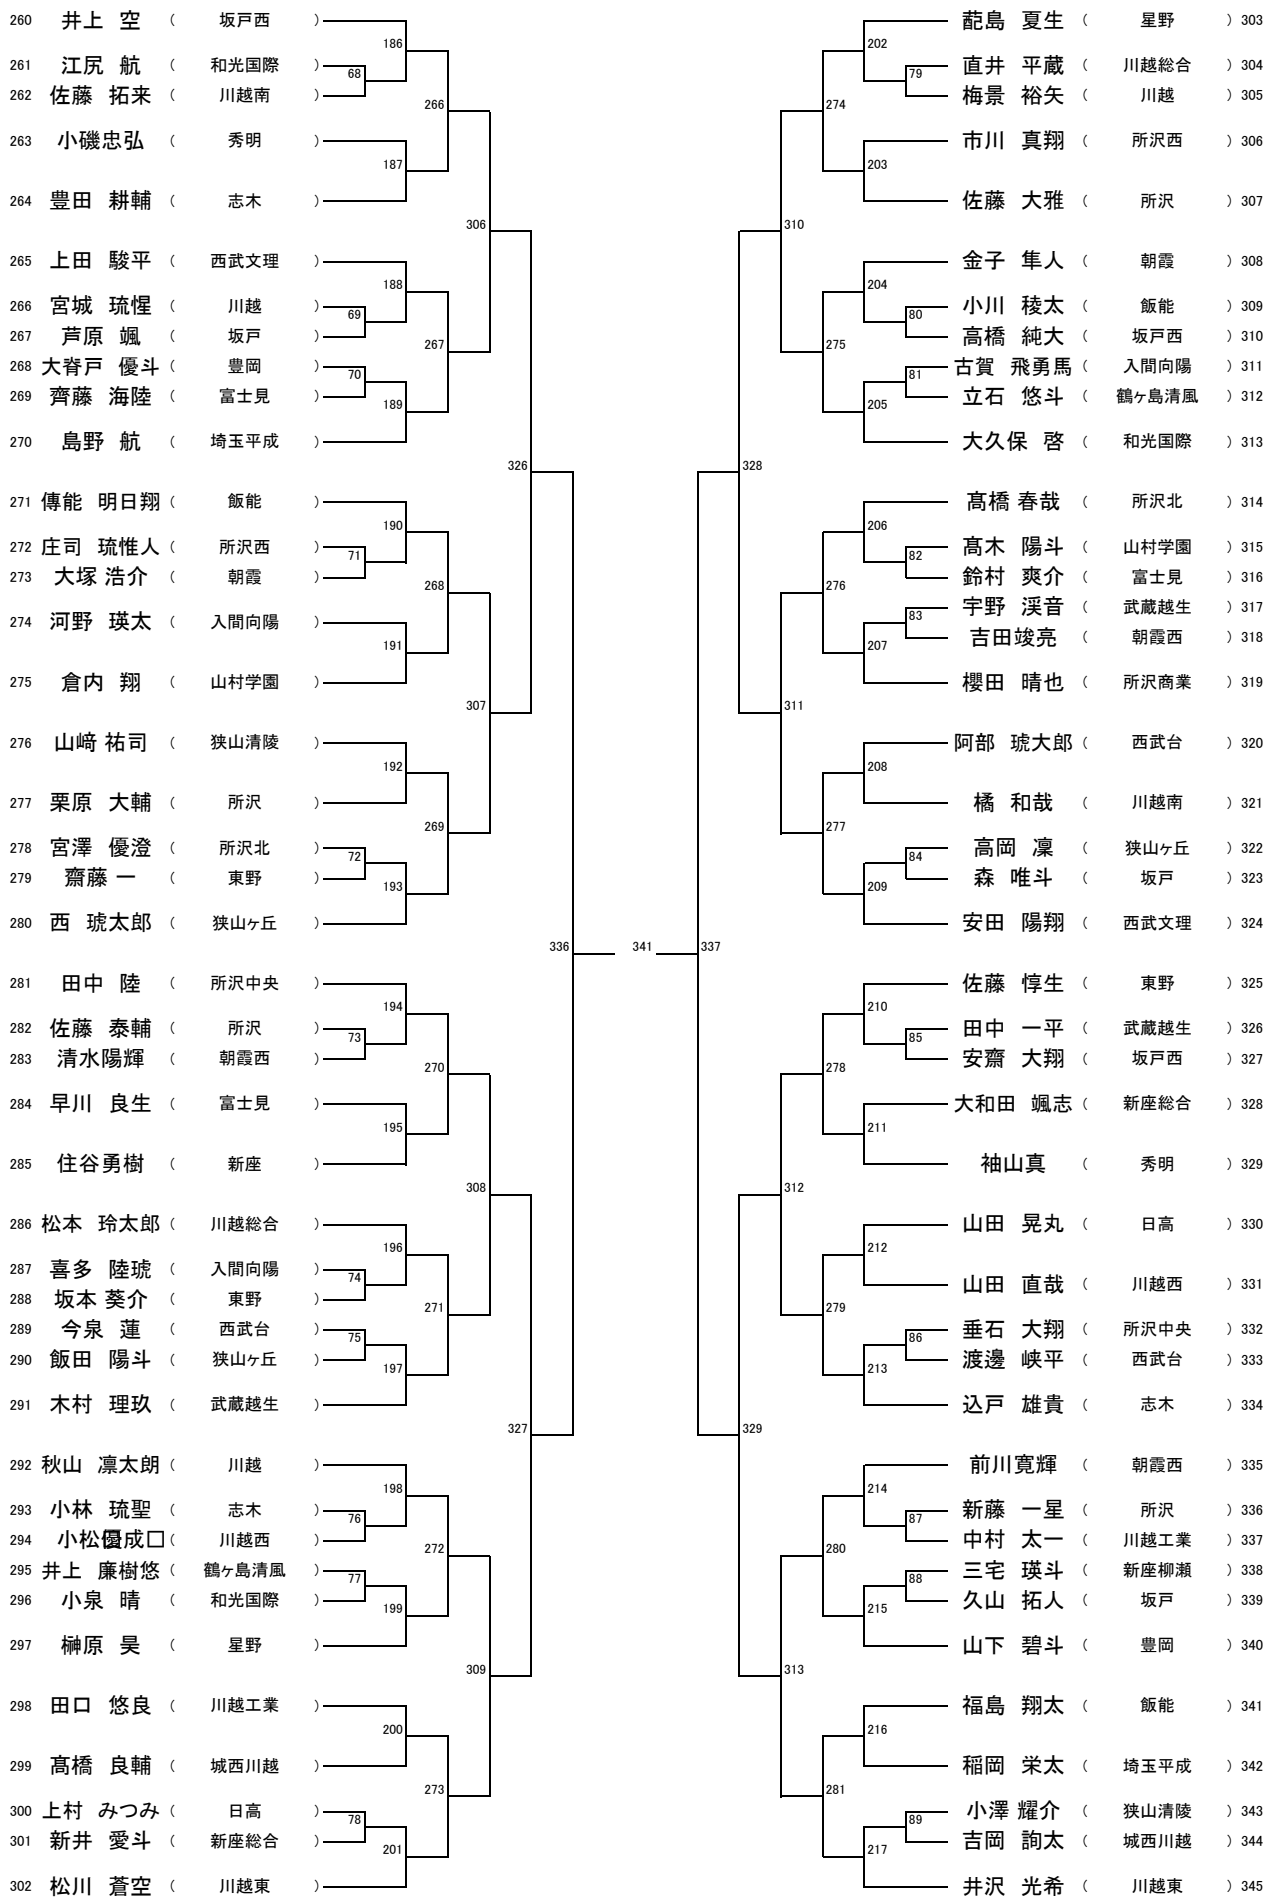 260 井上 空 （ 坂戸西 ）
186
261 江尻 航 （ 和光国際 ）
68
262 佐藤 拓来 （ 川越南 ）
266
263 小磯忠弘 （ 秀明 ）
187
264 豊田 耕輔 （ 志木 ）
306
265 上田 駿平 （ 西武文理 ）
188
266 宮城 琉惺 （ 川越 ）
69
267 芦原 颯 （ 坂戸 ）
267
268 大脊戸 優斗 （ 豊岡 ）
70
269 齊藤 海陸 （ 富士見 ）
189
270 島野 航 （ 埼玉平成 ）
326
271 傳能 明日翔 （ 飯能 ）
190
272 庄司 琉惟人 （ 所沢西 ）
71
273 大塚 浩介 （ 朝霞 ）
268
274 河野 瑛太 （ 入間向陽 ）
191
275 倉内 翔 （ 山村学園 ）
307
276 山﨑 祐司 （ 狭山清陵 ）
192
277 栗原 大輔 （ 所沢 ）
269
278 宮澤 優澄 （ 所沢北 ）
72
279 齋藤 一 （ 東野 ）
193
280 西 琥太郎 （ 狭山ヶ丘 ）
336
281 田中 陸 （ 所沢中央 ）
194
282 佐藤 泰輔 （ 所沢 ）
73
283 清水陽輝 （ 朝霞西 ）
270
284 早川 良生 （ 富士見 ）
195
285 住谷勇樹 （ 新座 ）
308
286 松本 玲太郎 （ 川越総合 ）
196
287 喜多 陸琥 （ 入間向陽 ）
74
288 坂本 葵介 （ 東野 ）
271
289 今泉 蓮 （ 西武台 ）
75
290 飯田 陽斗 （ 狭山ヶ丘 ）
197
291 木村 理玖 （ 武蔵越生 ）
327
292 秋山 凛太朗 （ 川越 ）
198
293 小林 琉聖 （ 志木 ）
76
294 小松優成□ （ 川越西 ）
272
295 井上 廉樹悠 （ 鶴ヶ島清風 ）
77
296 小泉 晴 （ 和光国際 ）
199
297 榊原 昊 （ 星野 ）
309
298 田口 悠良 （ 川越工業 ）
200
299 髙橋 良輔 （ 城西川越 ）
273
300 上村 みつみ （ 日高 ）
78
301 新井 愛斗 （ 新座総合 ）
201
302 松川 蒼空 （ 川越東 ）
341
蓜島 夏生 （ 星野 ） 303
202
直井 平蔵 （ 川越総合 ） 304
79
梅景 裕矢 （ 川越 ） 305
274
市川 真翔 （ 所沢西 ） 306
203
佐藤 大雅 （ 所沢 ） 307
310
金子 隼人 （ 朝霞 ） 308
204
小川 稜太 （ 飯能 ） 309
80
高橋 純大 （ 坂戸西 ） 310
275
古賀 飛勇馬 （ 入間向陽 ） 311
81
立石 悠斗 （ 鶴ヶ島清風 ） 312
205
大久保 啓 （ 和光国際 ） 313
328
髙橋 春哉 （ 所沢北 ） 314
206
髙木 陽斗 （ 山村学園 ） 315
82
鈴村 爽介 （ 富士見 ） 316
276
宇野 渓音 （ 武蔵越生 ） 317
83
吉田竣亮 （ 朝霞西 ） 318
207
櫻田 晴也 （ 所沢商業 ） 319
311
阿部 琥大郎 （ 西武台 ） 320
208
橘 和哉 （ 川越南 ） 321
277
高岡 凜 （ 狭山ヶ丘 ） 322
84
森 唯斗 （ 坂戸 ） 323
209
安田 陽翔 （ 西武文理 ） 324
337
佐藤 惇生 （ 東野 ） 325
210
田中 一平 （ 武蔵越生 ） 326
85
安齋 大翔 （ 坂戸西 ） 327
278
大和田 颯志 （ 新座総合 ） 328
211
袖山真 （ 秀明 ） 329
312
山田 晃丸 （ 日高 ） 330
212
山田 直哉 （ 川越西 ） 331
279
垂石 大翔 （ 所沢中央 ） 332
86
渡邊 峡平 （ 西武台 ） 333
213
込戸 雄貴 （ 志木 ） 334
329
前川寛輝 （ 朝霞西 ） 335
214
新藤 一星 （ 所沢 ） 336
87
中村 太一 （ 川越工業 ） 337
280
三宅 瑛斗 （ 新座柳瀬 ） 338
88
久山 拓人 （ 坂戸 ） 339
215
山下 碧斗 （ 豊岡 ） 340
313
福島 翔太 （ 飯能 ） 341
216
稲岡 栄太 （ 埼玉平成 ） 342
281
小澤 耀介 （ 狭山清陵 ） 343
89
吉岡 詢太 （ 城西川越 ） 344
217
井沢 光希 （ 川越東 ） 345